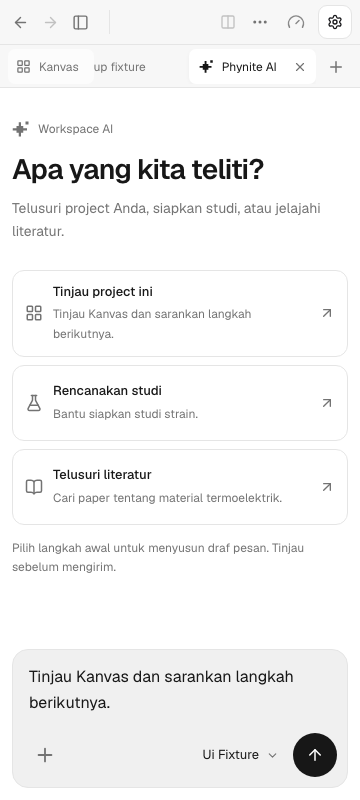 Kanvas
up fixture
Phynite AI
Workspace AI
Apa yang kita teliti?
Telusuri project Anda, siapkan studi, atau jelajahi
literatur.
Tinjau project ini
Tinjau Kanvas dan sarankan langkah
berikutnya.
Rencanakan studi
Bantu siapkan studi strain.
Telusuri literatur
Cari paper tentang material termoelektrik.
Pilih langkah awal untuk menyusun draf pesan. Tinjau
sebelum mengirim.
Tinjau Kanvas dan sarankan langkah
berikutnya.
Ui Fixture